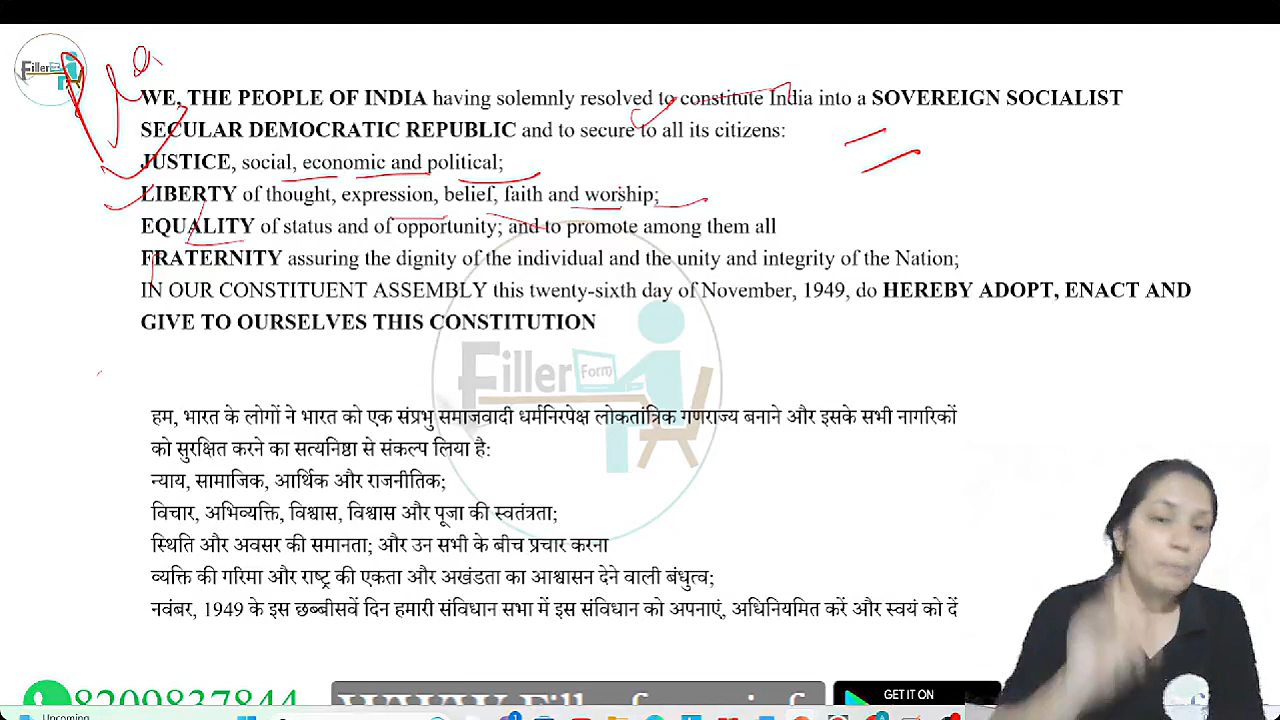 Filler
WE, THE PEOPLE OF INDIA having solemnly resolved to constitute India into a SOVEREIGN SOCIALIST
SECULAR DEMOCRATIC REPUBLIC and to secure to all its citizens:
JUSTICE, social, economic and political;
LIBERTY of thought, expression, belief, faith and worship;
EQUALITY of status and of opportunity; and to promote among them all
FRATERNITY assuring the dignity of the individual and the unity and integrity of the Nation;
IN OUR CONSTITUENT ASSEMBLY this twenty-sixth day of November, 1949, do HEREBY ADOPT, ENACT AND
GIVE TO OURSELVES THIS CONSTITUTION
Filler Form
हम, भारत के लोगों ने भारत को एक संप्रभु समाजवादी धर्मनिरपेक्ष लोकतांत्रिक गणराज्य बनाने और इसके सभी नागरिकों
को सुरक्षित करने का सत्यनिष्ठा से संकल्प लिया है:
न्याय, सामाजिक, आर्थिक और राजनीतिक;
विचार, अभिव्यक्ति, विश्वास, विश्वास और पूजा की स्वतंत्रता;
स्थिति और अवसर की समानता; और उन सभी के बीच प्रचार करना
व्यक्ति की गरिमा और राष्ट्र की एकता और अखंडता का आश्वासन देने वाली बंधुत्व;
नवंबर, 1949 के इस छब्बीसवें दिन हमारी संविधान सभा में इस संविधान को अपनाएं, अधिनियमित करें और स्वयं को दें
8209837844
GET IT ON
Upcoming